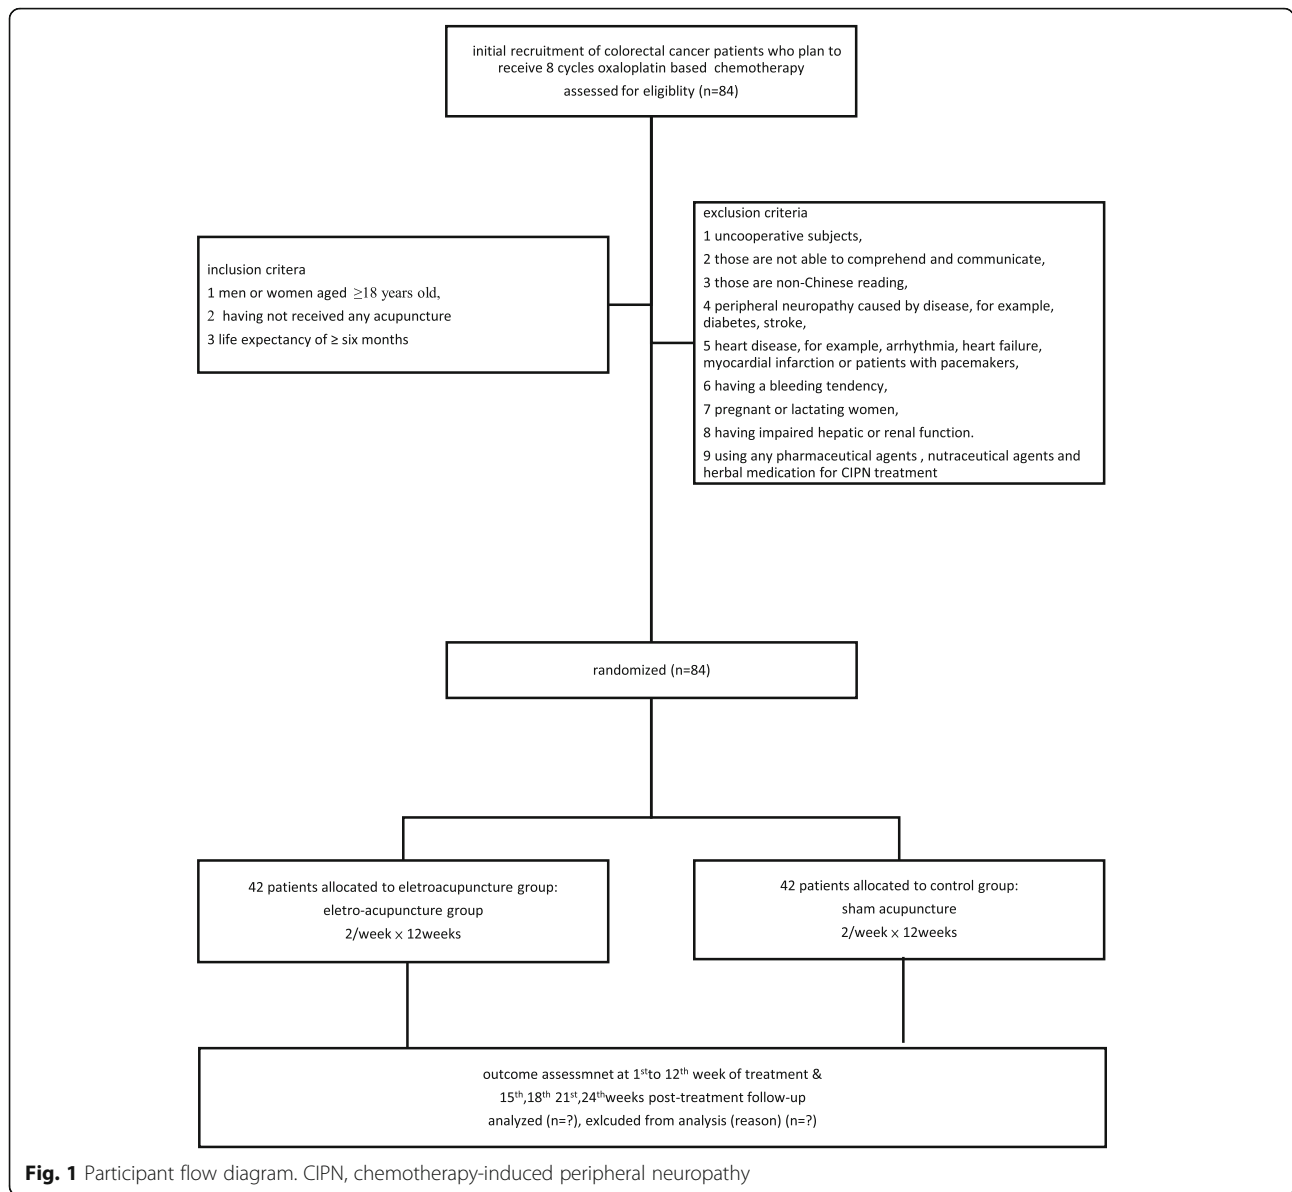 initial recruitment of colorectal cancer patients who plan to
receive 8 cycles oxaloplatin based chemotherapy
assessed for eligiblity (n=84)
inclusion critera
1 men or women aged ≥18 years old,
2 having not received any acupuncture
3 life expectancy of ≥ six months
exclusion criteria
1 uncooperative subjects,
2 those are not able to comprehend and communicate,
3 those are non-Chinese reading,
4 peripheral neuropathy caused by disease, for example,
diabetes, stroke,
5 heart disease, for example, arrhythmia, heart failure,
myocardial infarction or patients with pacemakers,
6 having a bleeding tendency,
7 pregnant or lactating women,
8 having impaired hepatic or renal function.
9 using any pharmaceutical agents , nutraceutical agents and
herbal medication for CIPN treatment
randomized (n=84)
42 patients allocated to eletroacupuncture group:
eletro-acupuncture group
2/week x 12weeks
42 patients allocated to control group:
sham acupuncture
2/week x 12weeks
outcome assessmnet at 1st to 12th week of treatment &
15th,18th 21st,24th weeks post-treatment follow-up
analyzed (n=?), exlcuded from analysis (reason) (n=?)
Fig. 1 Participant flow diagram. CIPN, chemotherapy-induced peripheral neuropathy